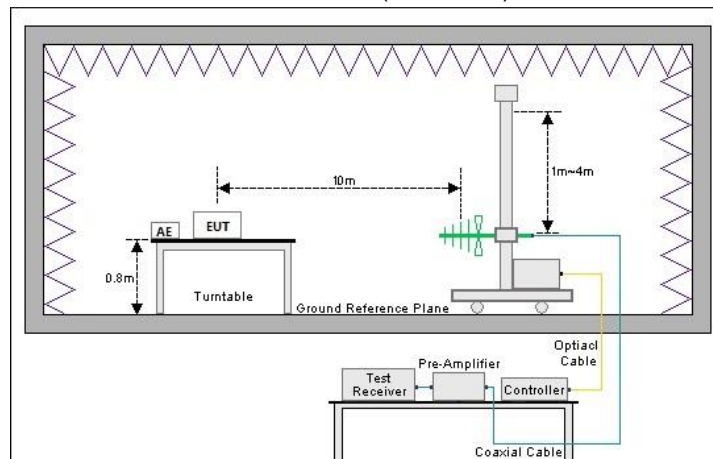 10m
1m~4m
AE
EUT
0.8m
Turntable
Ground Reference Plane
Optiacl
Cable
Pre-Amplifier
Test
Receiver
Controller
Coaxial Cable